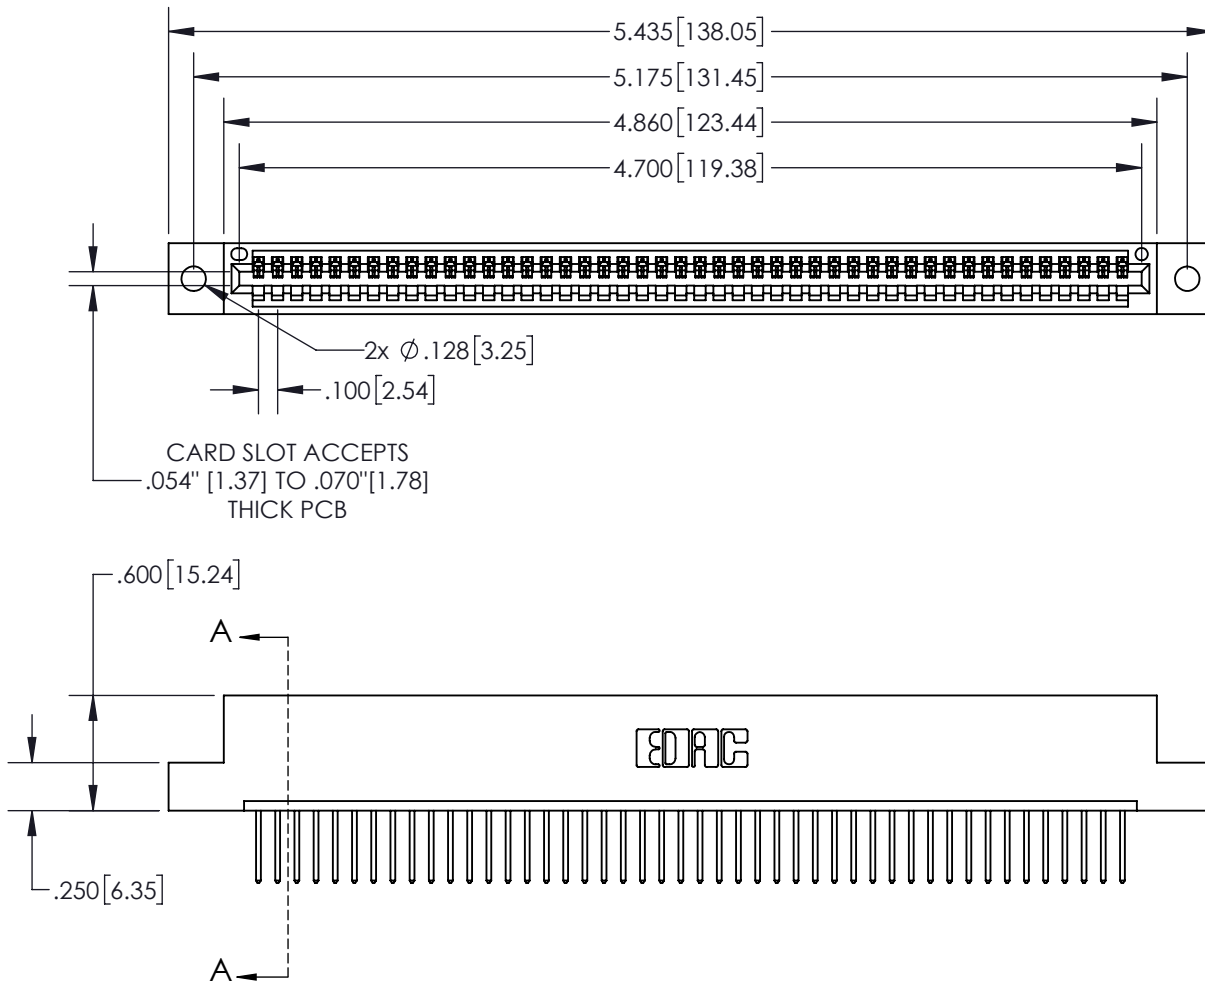 5.435[138.05]
5.175[131.45]
4.860[123.44]
4.700[119.38]
2x ∅.128[3.25]
.100[2.54]
CARD SLOT ACCEPTS
.054" [1.37] TO .070"[1.78]
THICK PCB
.600[15.24]
A
EDAC
.250[6.35]
A